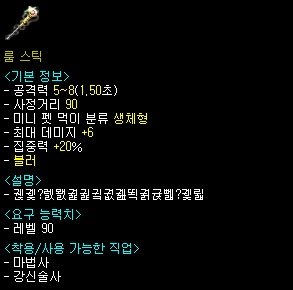 룸 스틱
<기본 정보>
- 공격력 5~8(1.50초)
- 사정거리 90
- 미니 펫 먹이 분류 생체형
- 최대 데미지 +6
- 집중력 +20%
- 블러
<설명>
<요구 능력치>
- 레벨 90
<착용/사용 가능한 직업>
- 마법사
- 강신술사